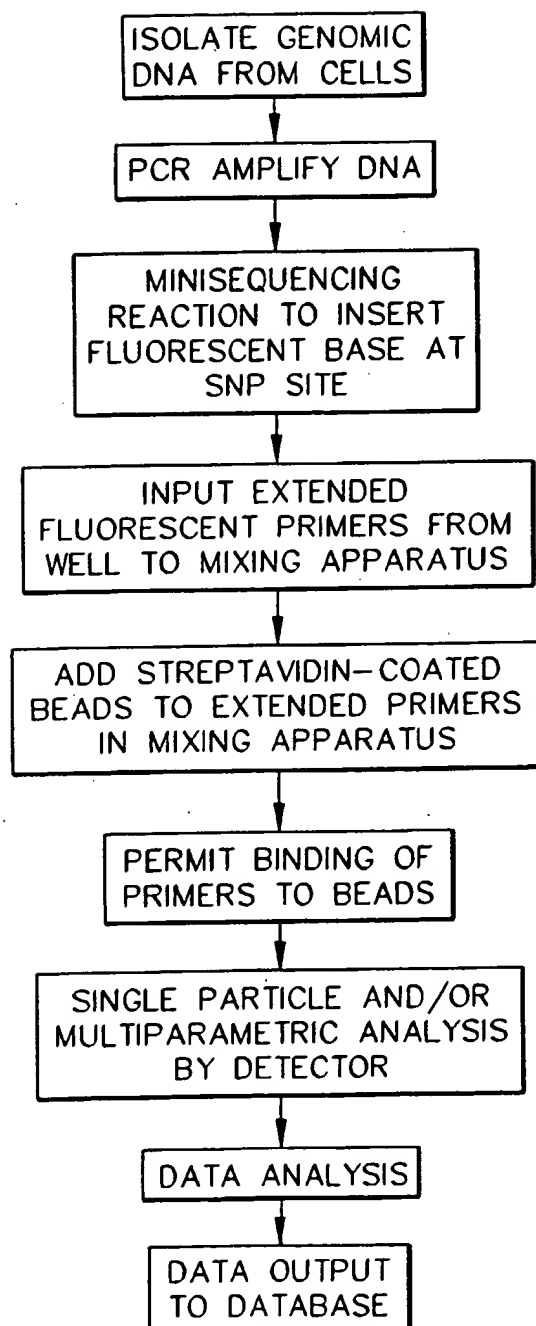 ISOLATE GENOMIC
DNA FROM CELLS
PCR AMPLIFY DNA
MINISEQUENCING
REACTION TO INSERT
FLUORESCENT BASE AT
SNP SITE
INPUT EXTENDED
FLUORESCENT PRIMERS FROM
WELL TO MIXING APPARATUS
ADD STREPTAVIDIN-COATED
BEADS TO EXTENDED PRIMERS
IN MIXING APPARATUS
PERMIT BINDING OF
PRIMERS TO BEADS
SINGLE PARTICLE AND/OR
MULTIPARAMETRIC ANALYSIS
BY DETECTOR
DATA ANALYSIS
DATA OUTPUT
TO DATABASE